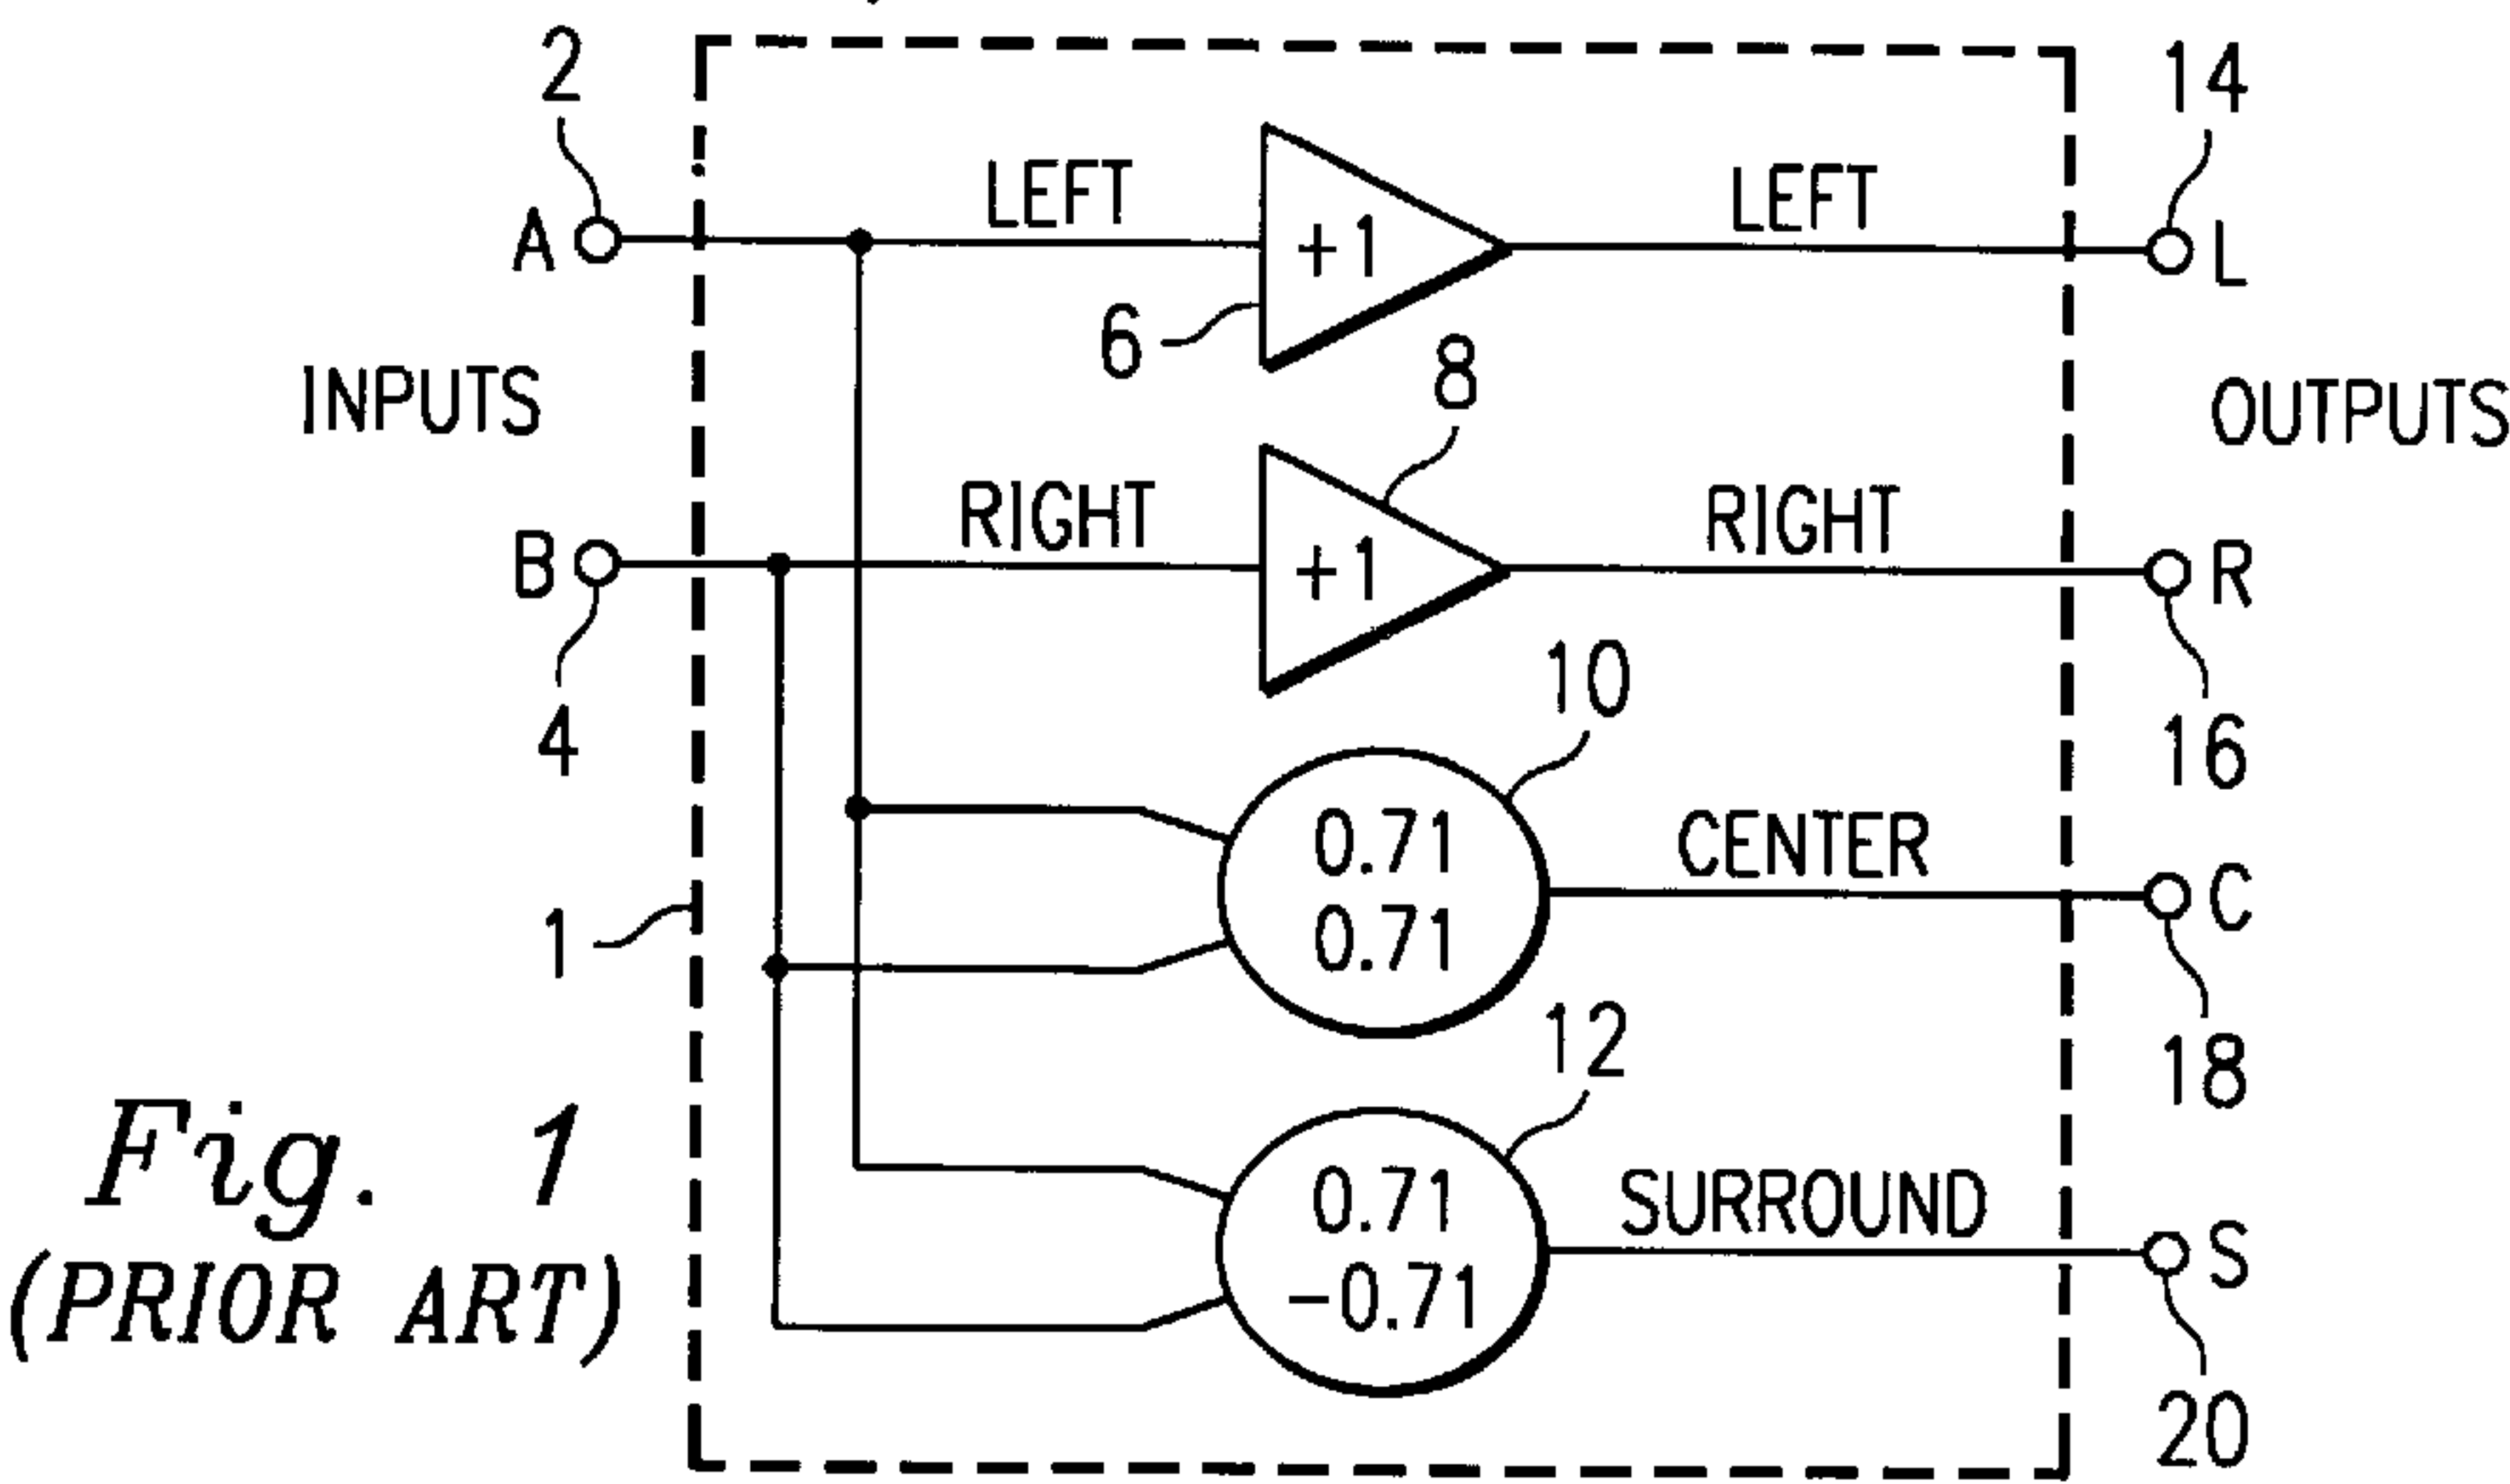 2
14
LEFT
LEFT
A
+1
L
6
8
INPUTS
OUTPUTS
RIGHT
RIGHT
B
+1
R
10
4
16
0.71
CENTER
C
1
0.71
12
18
Fig. 1
0.71
SURROUND
S
(PRIOR ART)
-0.71
20